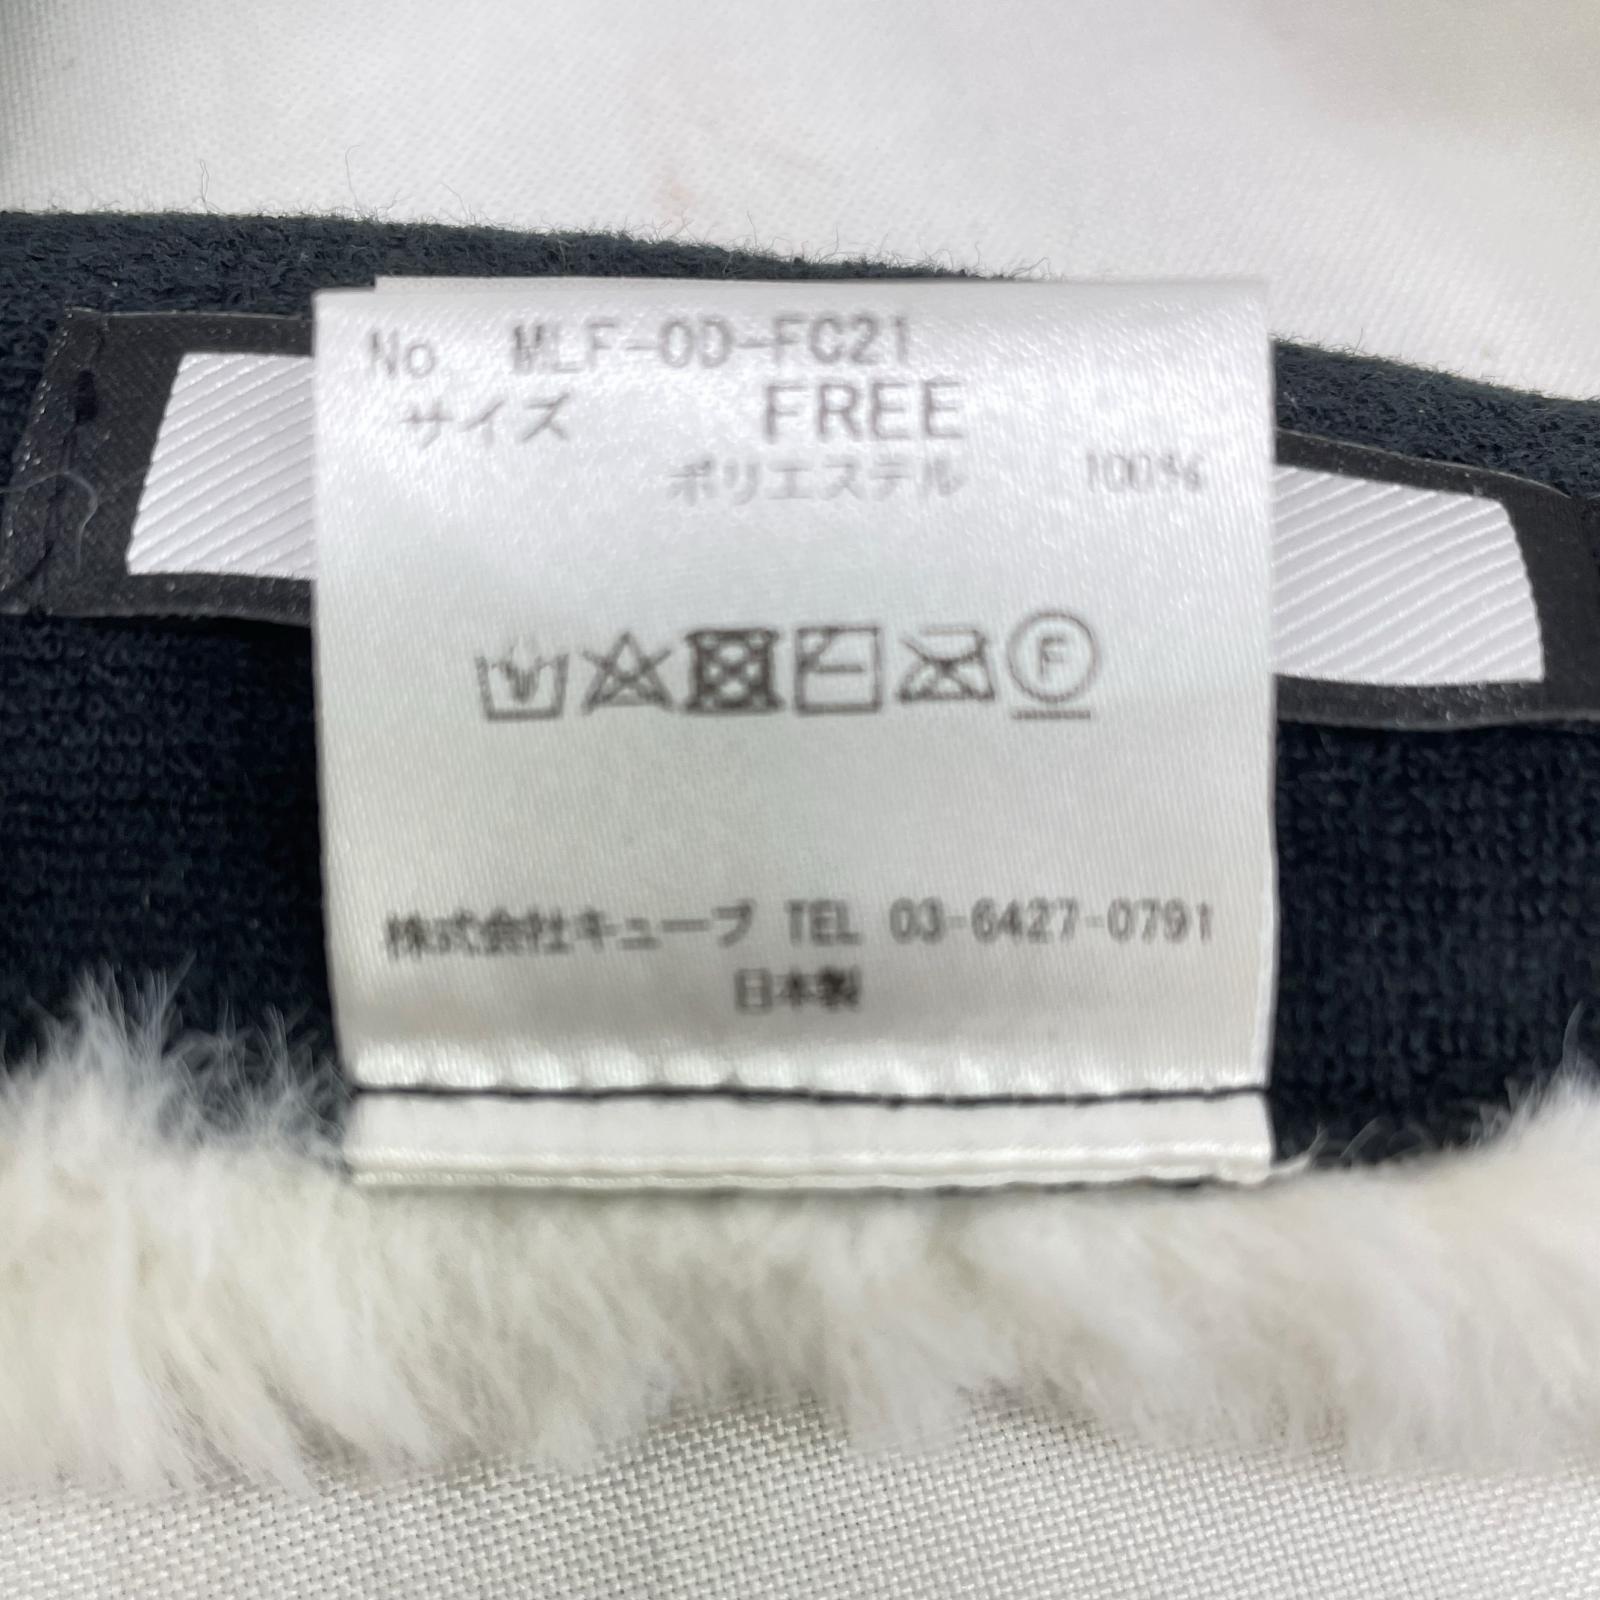 No MLF-0D-FC21
サイズ FREE
ポリエステル 100%
F
株式会社キューブ TEL 03-6427-0791
日本製